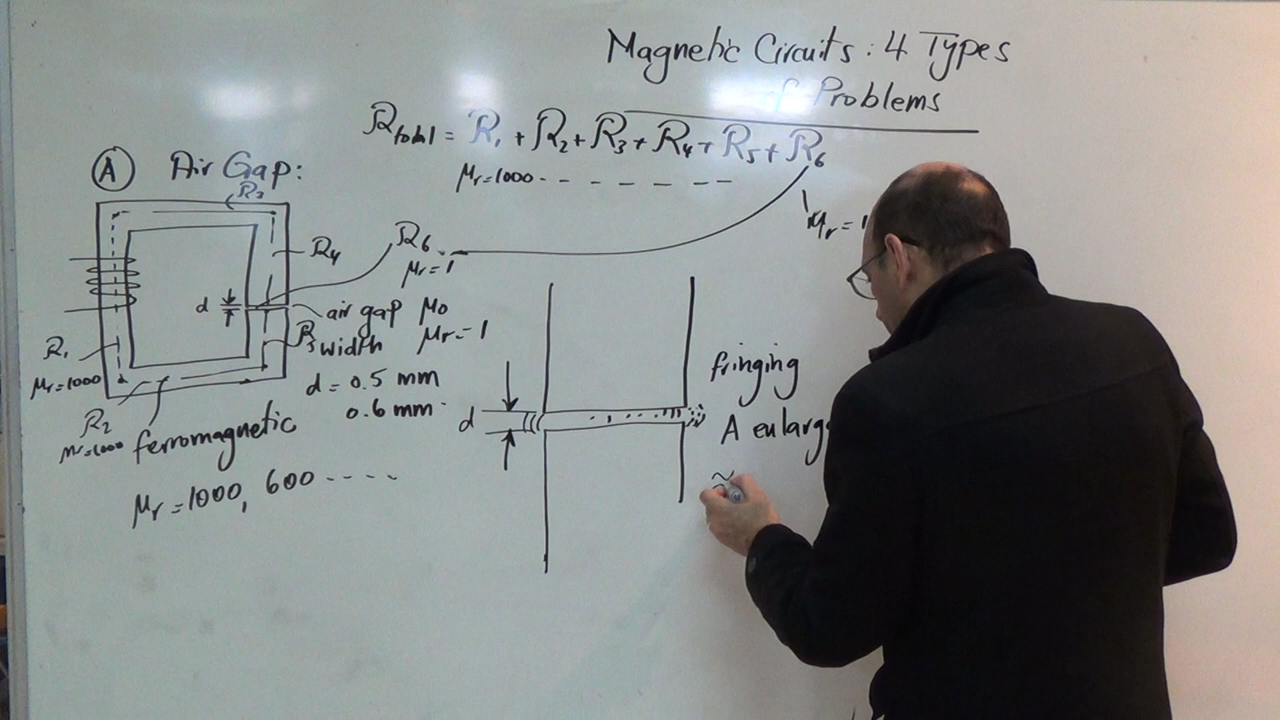 Magnetic Circuits: 4 Types
of Problems
R total = R1 + R2 + R3 + R4 + R5 + R6
μr=1000 - - - - - - -
μr = 1
A Air Gap:
R3
R4
R6
μr=1
d
air gap μ0
μr=1
R5
width
d = 0.5 mm
0.6 mm
R1
μr=1000
R2
μr=1000
ferromagnetic
μr=1000, 600 ----
d
fringing
A enlarg
≈